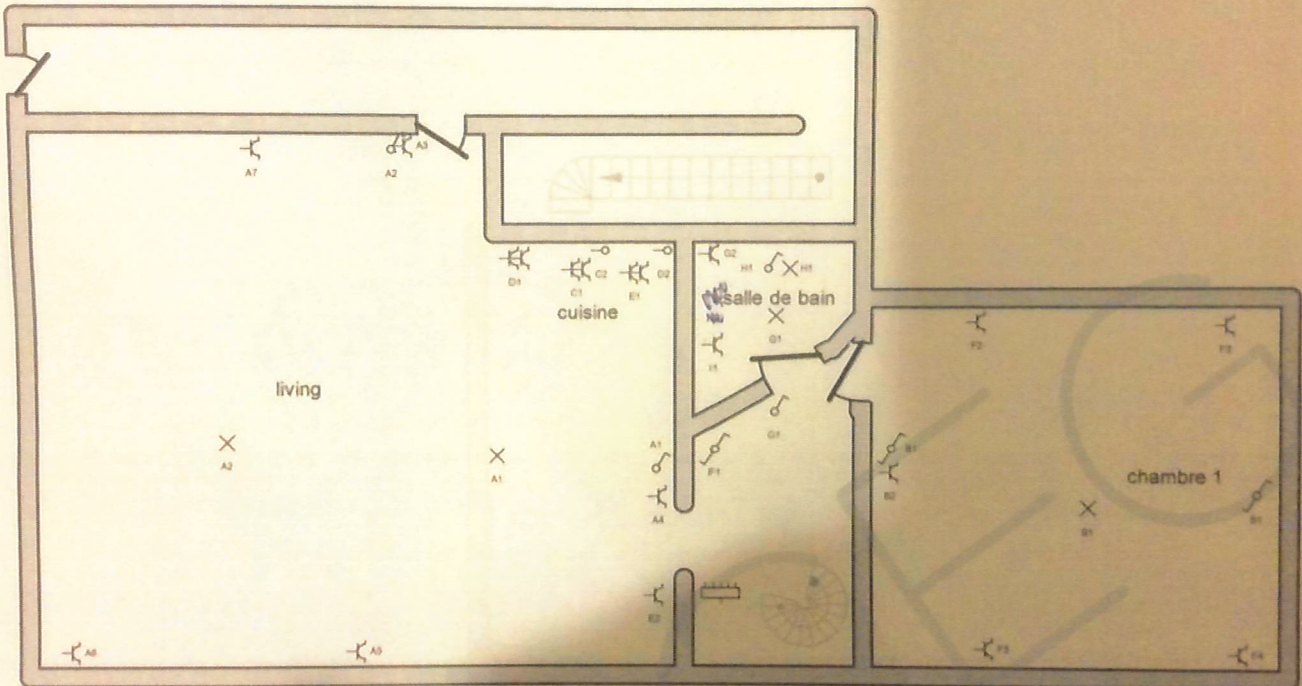 A7
A2
A3
D1
C1
C2
E1
D2
G2
H1
H1
cuisine
salle de bain
G1
I1
F2
F3
living
A2
A1
A1
A4
F1
G1
B1
B2
chambre 1
B1
B1
E2
A6
A5
F5
F4